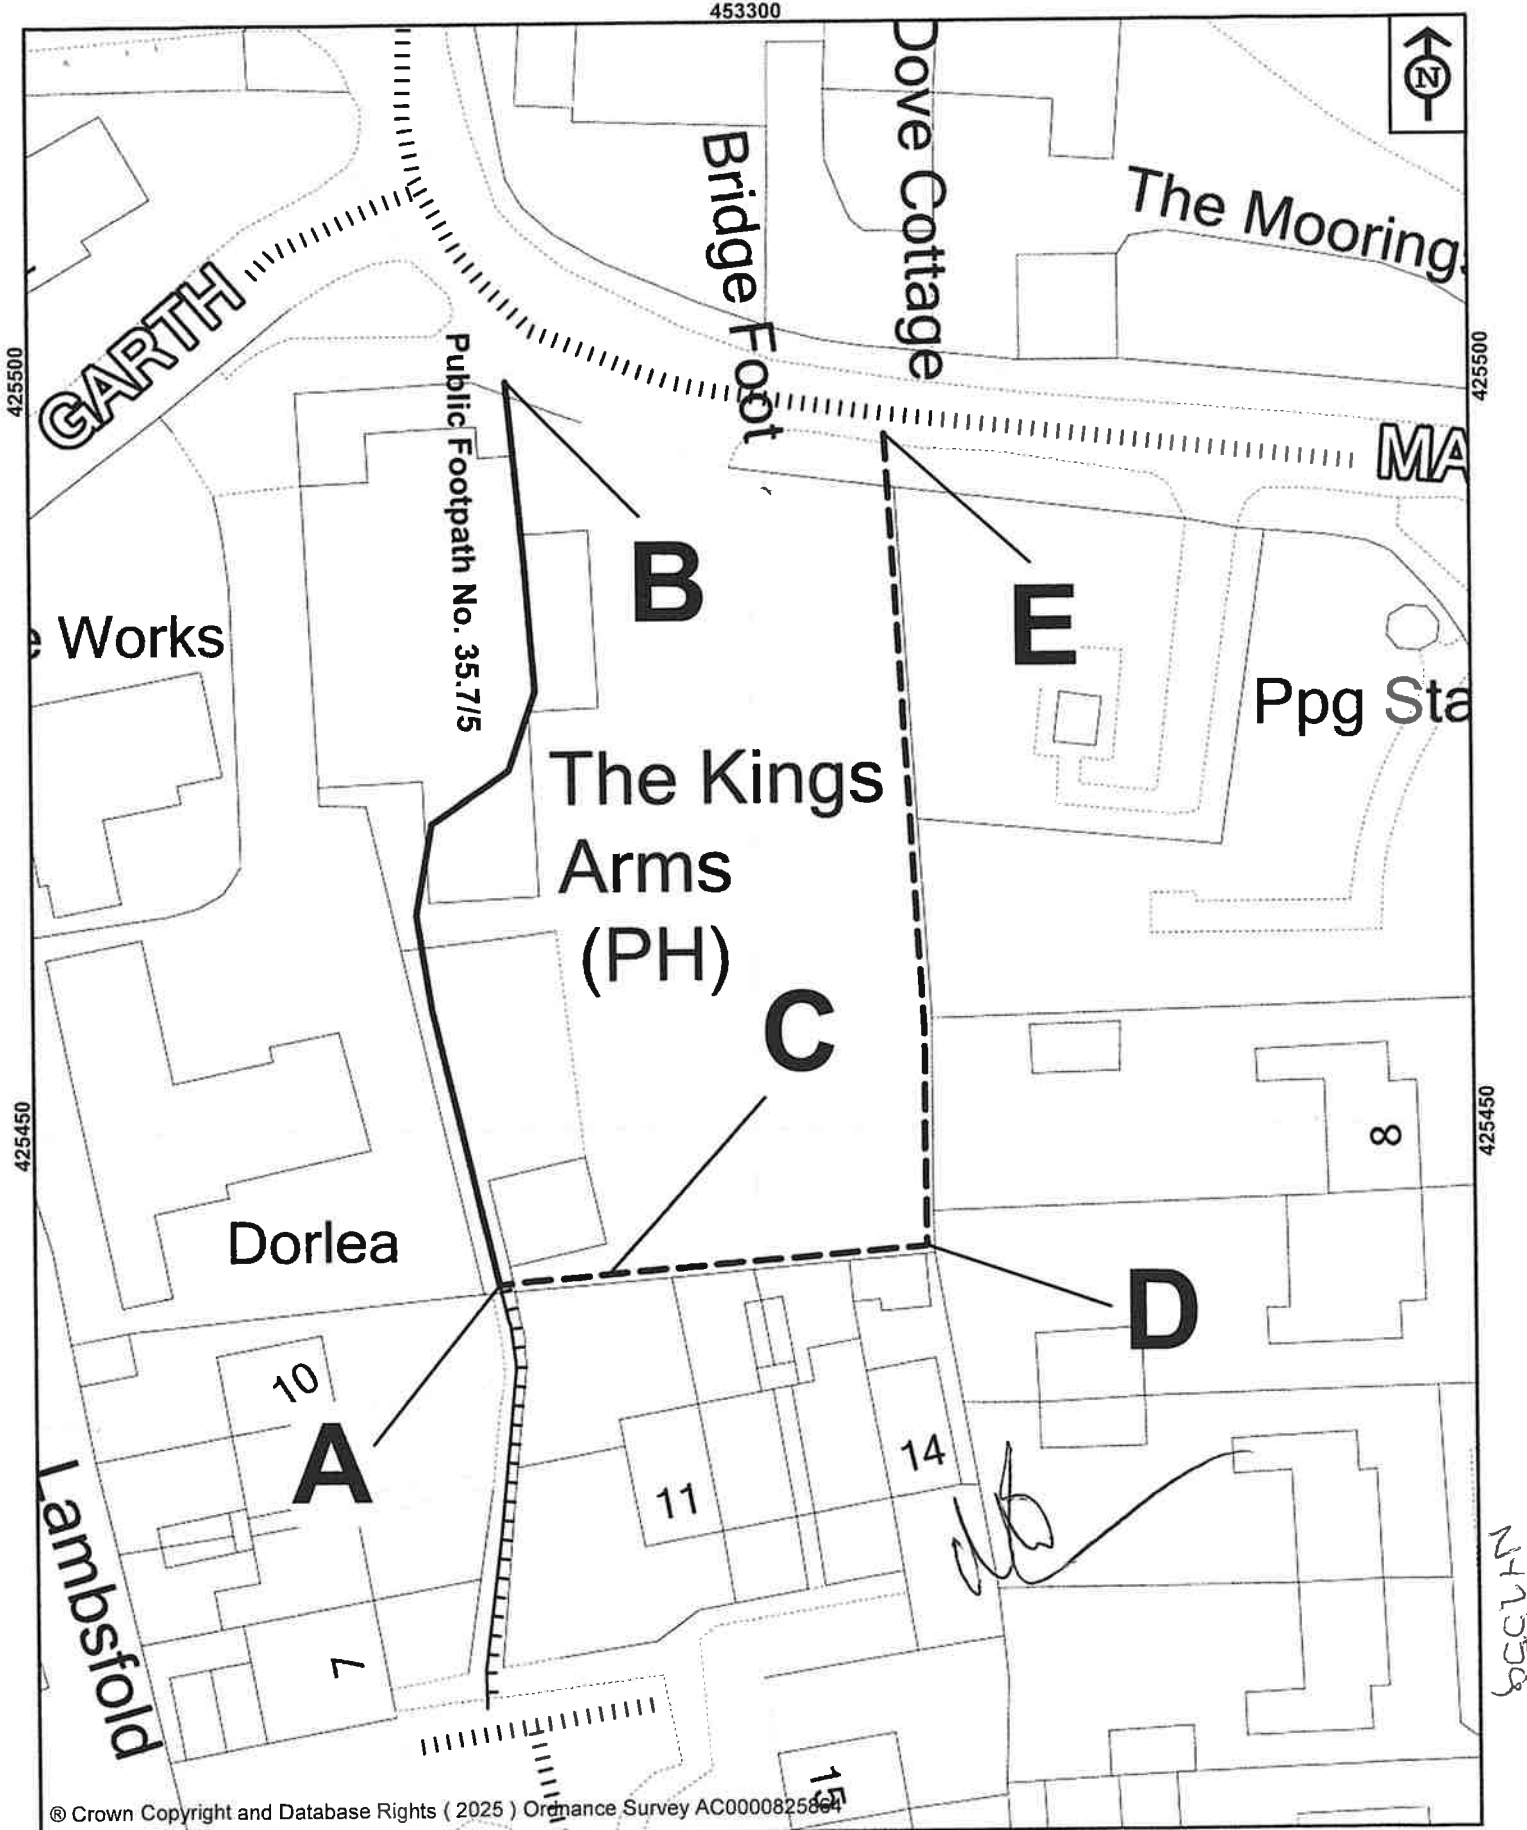 453300
N
Dove Cottage
Bridge Foot
The Mooring
GARTH
425500
425500
Public Footpath No. 35.7/5
MA
B
E
Works
Ppg Sta
The Kings
Arms
(PH)
C
425450
425450
8
Dorlea
D
10
A
14
11
Lambsfold
7
15
® Crown Copyright and Database Rights ( 2025 ) Ordnance Survey AC0000825864